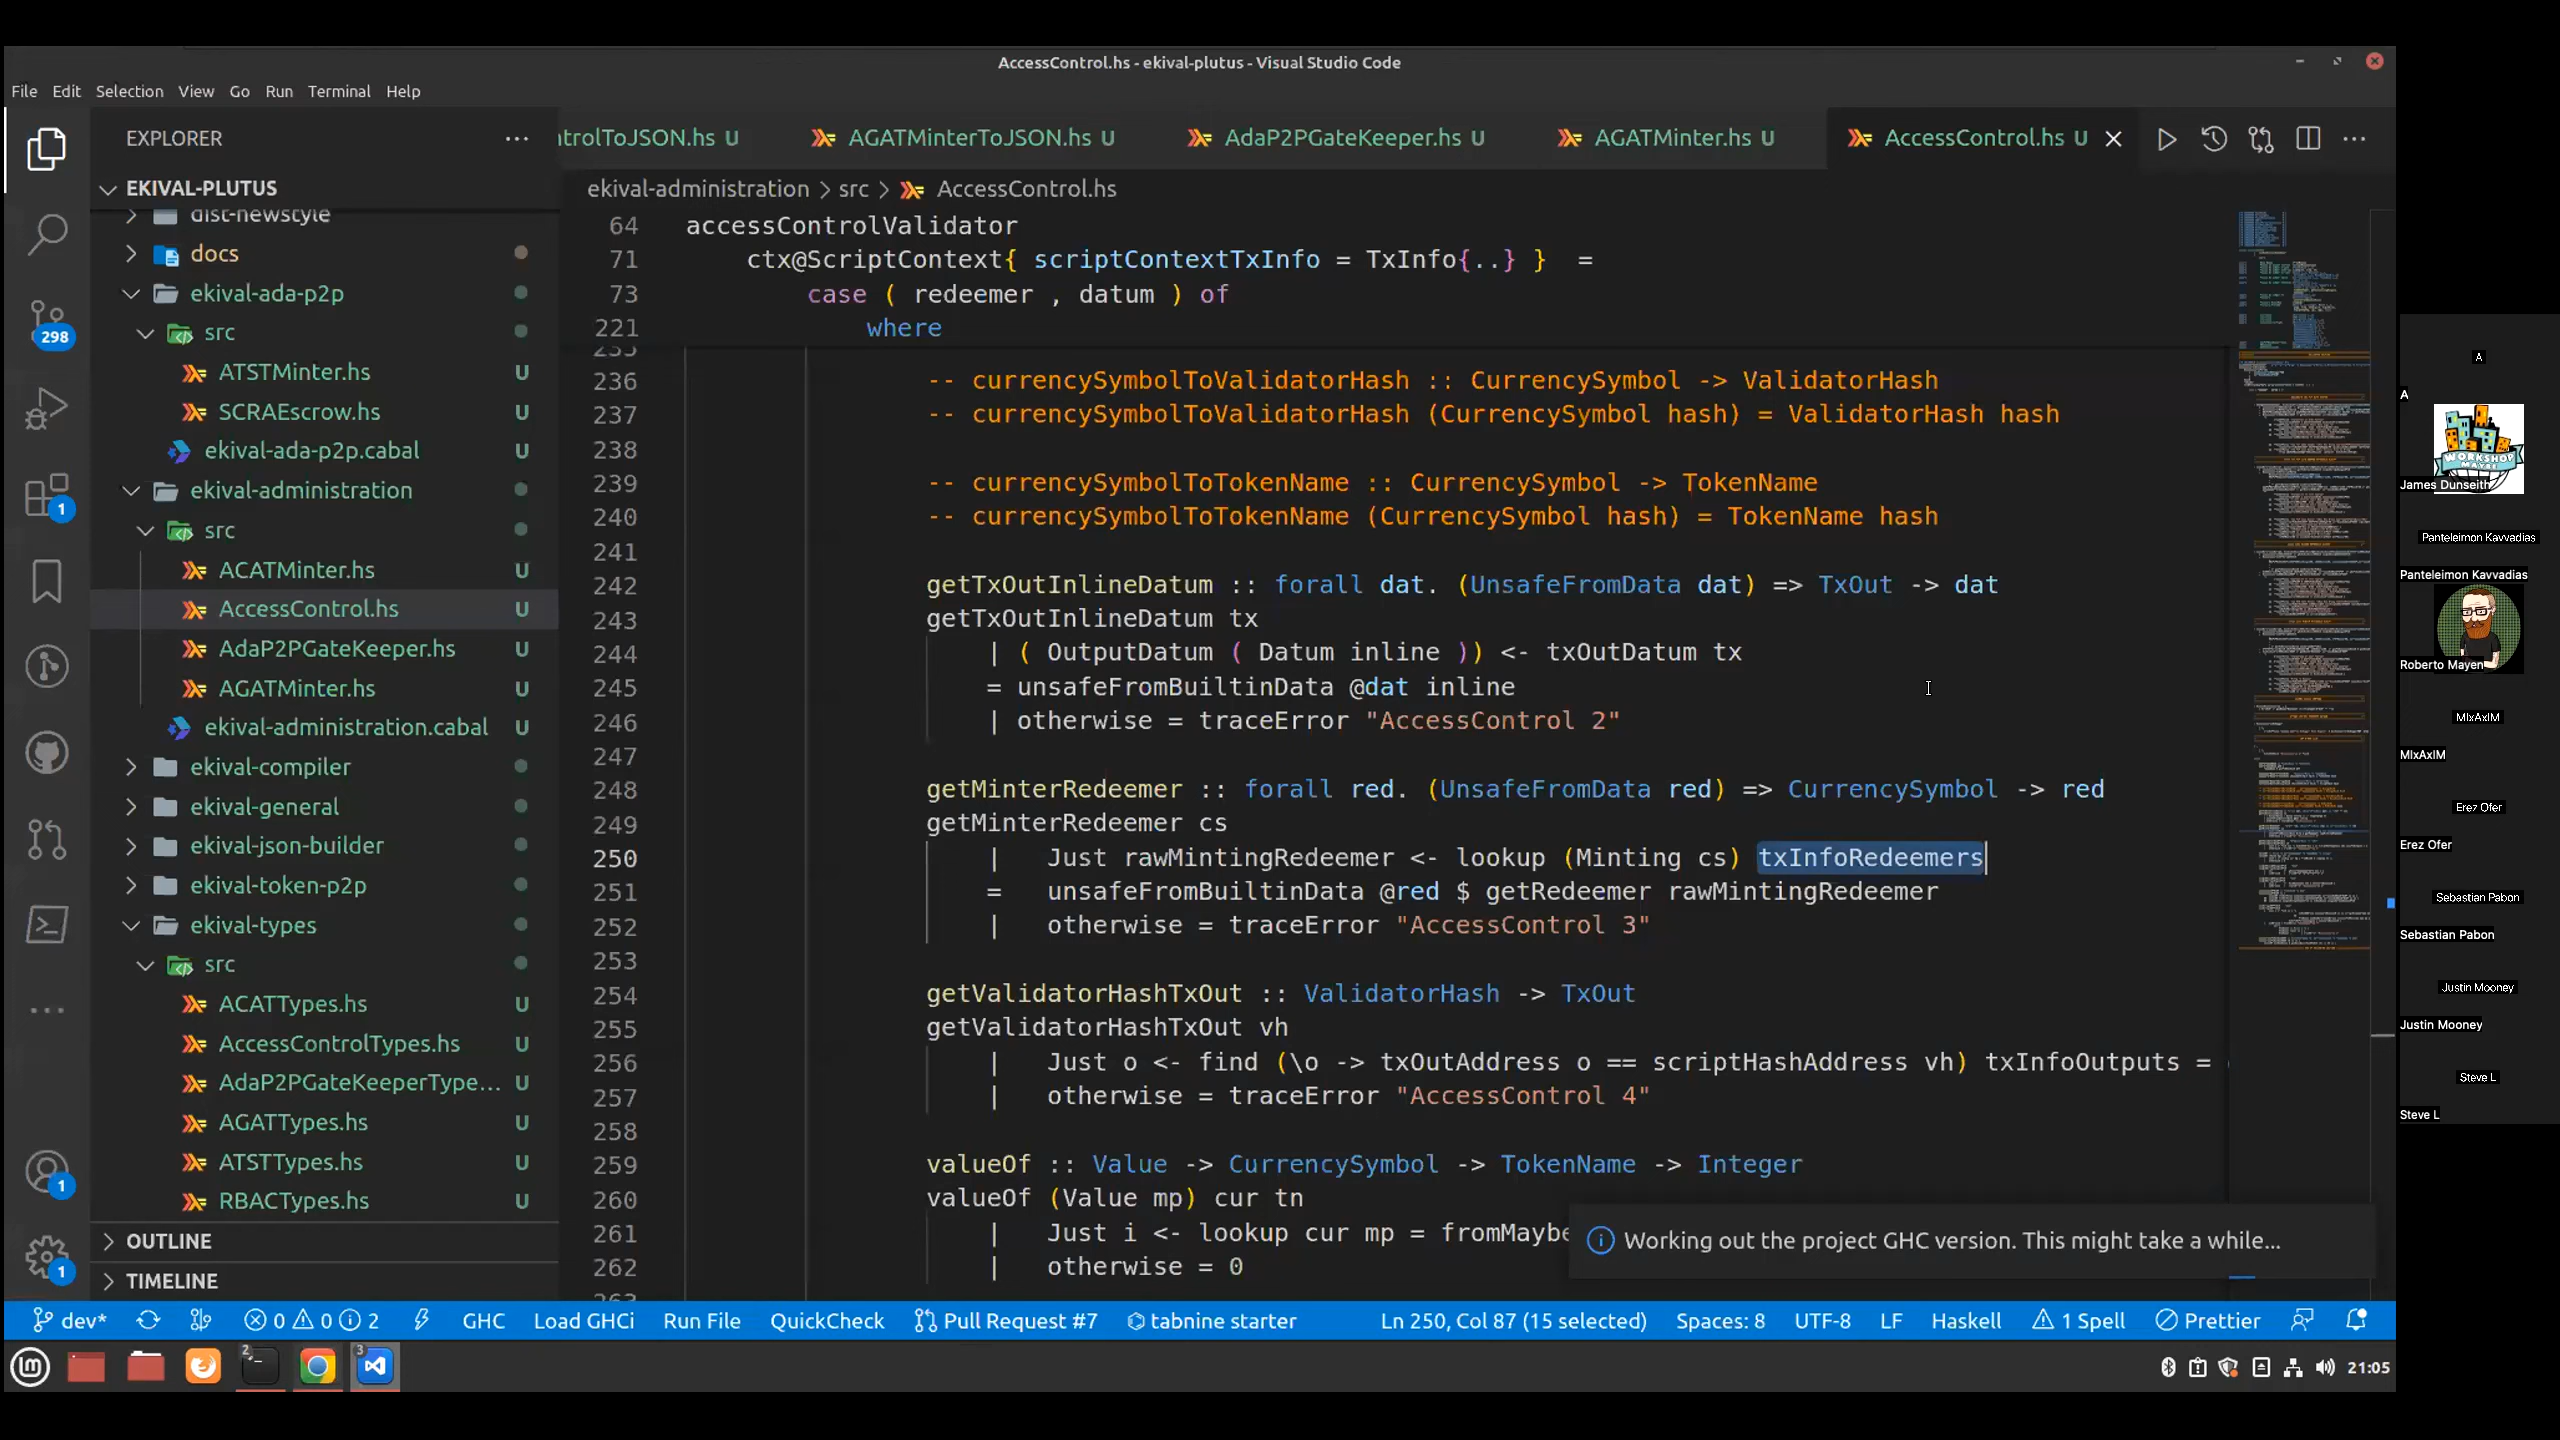 AccessControl.hs - ekival-plutus - Visual Studio Code
File Edit Selection View Go Run Terminal Help
EXPLORER
EKIVAL-PLUTUS
dist-newstyle
docs
ekival-ada-p2p
src
ATSTMinter.hs U
SCRAEscrow.hs U
ekival-ada-p2p.cabal U
ekival-administration
src
ACATMinter.hs U
AccessControl.hs U
AdaP2PGateKeeper.hs U
AGATMinter.hs U
ekival-administration.cabal U
ekival-compiler
ekival-general
ekival-json-builder
ekival-token-p2p
ekival-types
src
ACATTypes.hs U
AccessControlTypes.hs U
AdaP2PGateKeeperType... U
AGATTypes.hs U
ATSTTypes.hs U
RBACTypes.hs U
OUTLINE
TIMELINE
298
1
1
1
ntrolToJSON.hs U AGATMinterToJSON.hs U AdaP2PGateKeeper.hs U AGATMinter.hs U AccessControl.hs U
ekival-administration > src > AccessControl.hs
64 accessControlValidator
71 ctx@ScriptContext{ scriptContextTxInfo = TxInfo{..} } =
73 case ( redeemer , datum ) of
221 where
235
236 -- currencySymbolToValidatorHash :: CurrencySymbol -> ValidatorHash
237 -- currencySymbolToValidatorHash (CurrencySymbol hash) = ValidatorHash hash
238
239 -- currencySymbolToTokenName :: CurrencySymbol -> TokenName
240 -- currencySymbolToTokenName (CurrencySymbol hash) = TokenName hash
241
242 getTxOutInlineDatum :: forall dat. (UnsafeFromData dat) => TxOut -> dat
243 getTxOutInlineDatum tx
244 | ( OutputDatum ( Datum inline )) <- txOutDatum tx
245 = unsafeFromBuiltinData @dat inline
246 | otherwise = traceError "AccessControl 2"
247
248 getMinterRedeemer :: forall red. (UnsafeFromData red) => CurrencySymbol -> red
249 getMinterRedeemer cs
250 | Just rawMintingRedeemer <- lookup (Minting cs) txInfoRedeemers
251 = unsafeFromBuiltinData @red $ getRedeemer rawMintingRedeemer
252 | otherwise = traceError "AccessControl 3"
253
254 getValidatorHashTxOut :: ValidatorHash -> TxOut
255 getValidatorHashTxOut vh
256 | Just o <- find (\o -> txOutAddress o == scriptHashAddress vh) txInfoOutputs =
257 | otherwise = traceError "AccessControl 4"
258
259 valueOf :: Value -> CurrencySymbol -> TokenName -> Integer
260 valueOf (Value mp) cur tn
261 | Just i <- lookup cur mp = fromMaybe
262 | otherwise = 0
Working out the project GHC version. This might take a while...
dev* 0 0 2 GHC Load GHCi Run File QuickCheck Pull Request #7 tabnine starter Ln 250, Col 87 (15 selected) Spaces: 8 UTF-8 LF Haskell 1 Spell Prettier
2
3
21:05
A
A
WORKSHOP
MAYBE
James Dunseith
Panteleimon Kavvadias
Panteleimon Kavvadias
Roberto Mayen
MIxAxIM
MIxAxIM
Erez Ofer
Erez Ofer
Sebastian Pabon
Sebastian Pabon
Justin Mooney
Justin Mooney
Steve L
Steve L